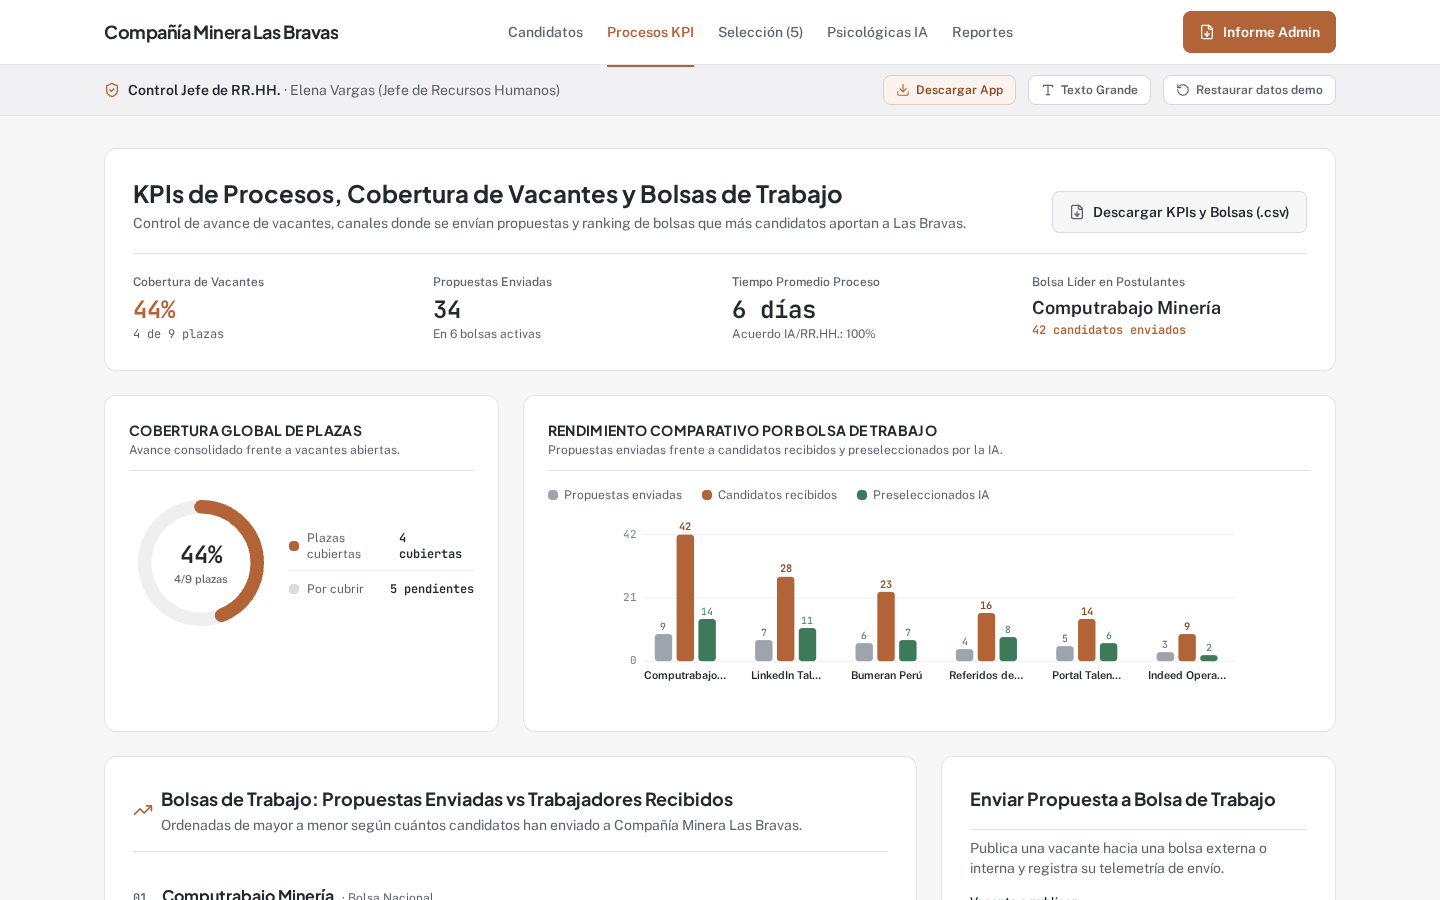 Compañía Minera Las Bravas
Candidatos
Procesos KPI
Selección (5)
Psicológicas IA
Reportes
Informe Admin
Control Jefe de RR.HH. · Elena Vargas (Jefe de Recursos Humanos)
Descargar App
Texto Grande
Restaurar datos demo
KPIs de Procesos, Cobertura de Vacantes y Bolsas de Trabajo
Control de avance de vacantes, canales donde se envían propuestas y ranking de bolsas que más candidatos aportan a Las Bravas.
Descargar KPIs y Bolsas (.csv)
Cobertura de Vacantes
44%
4 de 9 plazas
Propuestas Enviadas
34
En 6 bolsas activas
Tiempo Promedio Proceso
6 días
Acuerdo IA/RR.HH.: 100%
Bolsa Líder en Postulantes
Computrabajo Minería
42 candidatos enviados
COBERTURA GLOBAL DE PLAZAS
Avance consolidado frente a vacantes abiertas.
44%
4/9 plazas
Plazas cubiertas
4 cubiertas
Por cubrir
5 pendientes
RENDIMIENTO COMPARATIVO POR BOLSA DE TRABAJO
Propuestas enviadas frente a candidatos recibidos y preseleccionados por la IA.
Propuestas enviadas
Candidatos recibidos
Preseleccionados IA
42
21
0
9
42
14
7
28
11
6
23
7
4
16
8
5
14
6
3
9
2
Computrabajo...
LinkedIn Tal...
Bumeran Perú
Referidos de...
Portal Talen...
Indeed Opera...
Bolsas de Trabajo: Propuestas Enviadas vs Trabajadores Recibidos
Ordenadas de mayor a menor según cuántos candidatos han enviado a Compañía Minera Las Bravas.
01 Computrabajo Minería · Bolsa Nacional
Enviar Propuesta a Bolsa de Trabajo
Publica una vacante hacia una bolsa externa o
interna y registra su telemetría de envío.